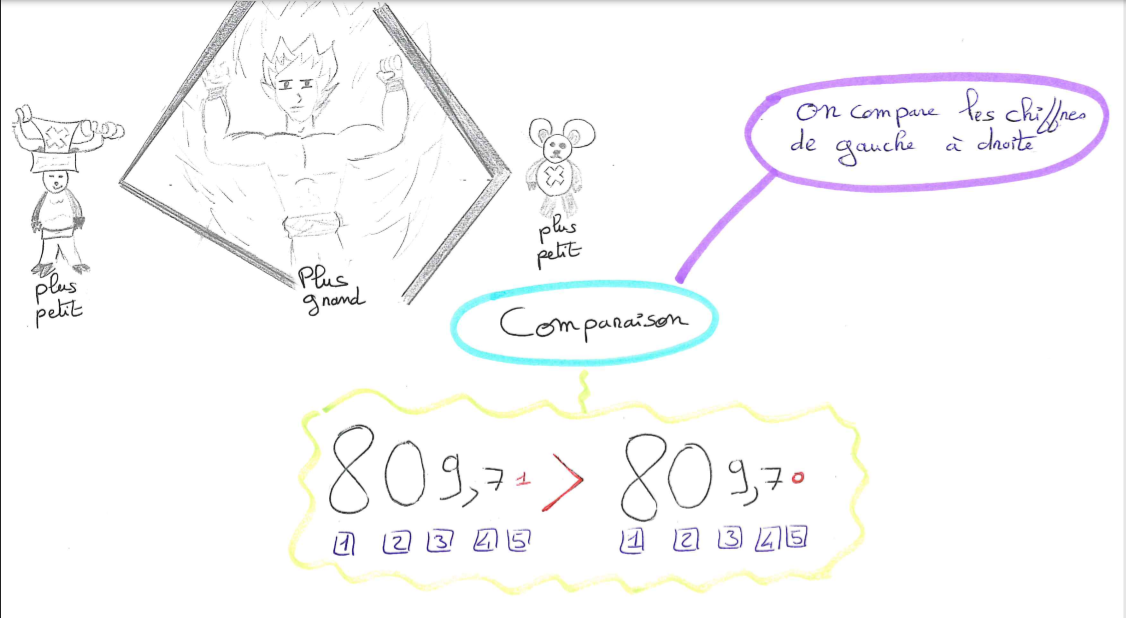 plus
petit
Plus
grand
plus
petit
on compare les chiffres
de gauche à droite
Comparaison
809,71 > 809,70
1 2 3 4 5 1 2 3 4 5